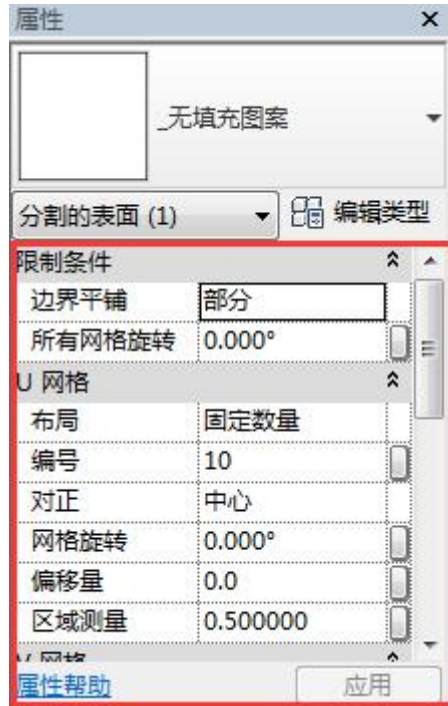 属性
_无填充图案
分割的表面 (1) 编辑类型
限制条件
边界平铺 部分
所有网格旋转 0.000°
U 网格
布局 固定数量
编号 10
对正 中心
网格旋转 0.000°
偏移量 0.0
区域测量 0.500000
V 网格
属性帮助 应用